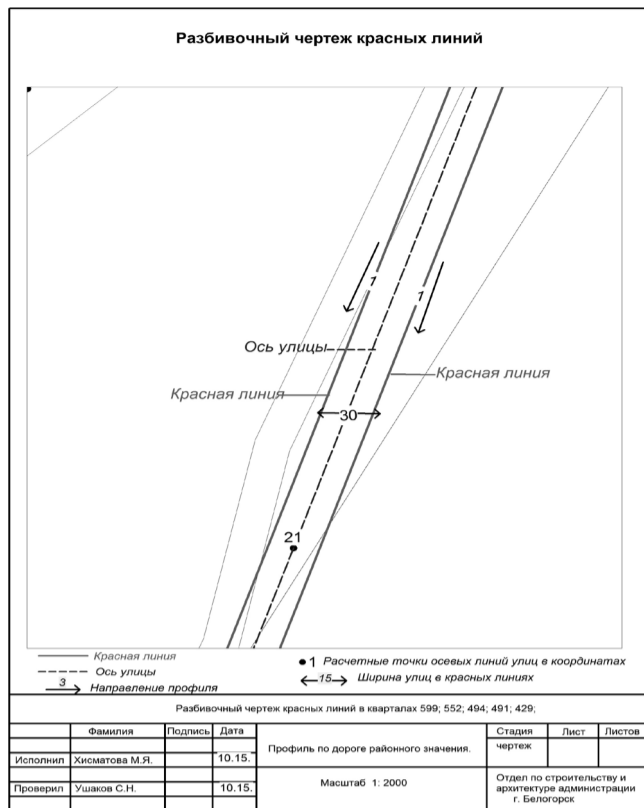 Разбивочный чертеж красных линий
1
1
Ось улицы
Красная линия
Красная линия
30
21
Красная линия
Ось улицы
3 Направление профиля
1 Расчетные точки осевых линий улиц в координатах
15 Ширина улиц в красных линиях
Разбивочный чертеж красных линий в кварталах 599; 552; 494; 491; 429;
Фамилия Подпись Дата
Исполнил Хисматова М.Я. 10.15.
Проверил Ушаков С.Н. 10.15.
Профиль по дороге районного значения.
Масштаб 1: 2000
Стадия Лист Листов
чертеж
Отдел по строительству и
архитектуре администрации
г. Белогорск